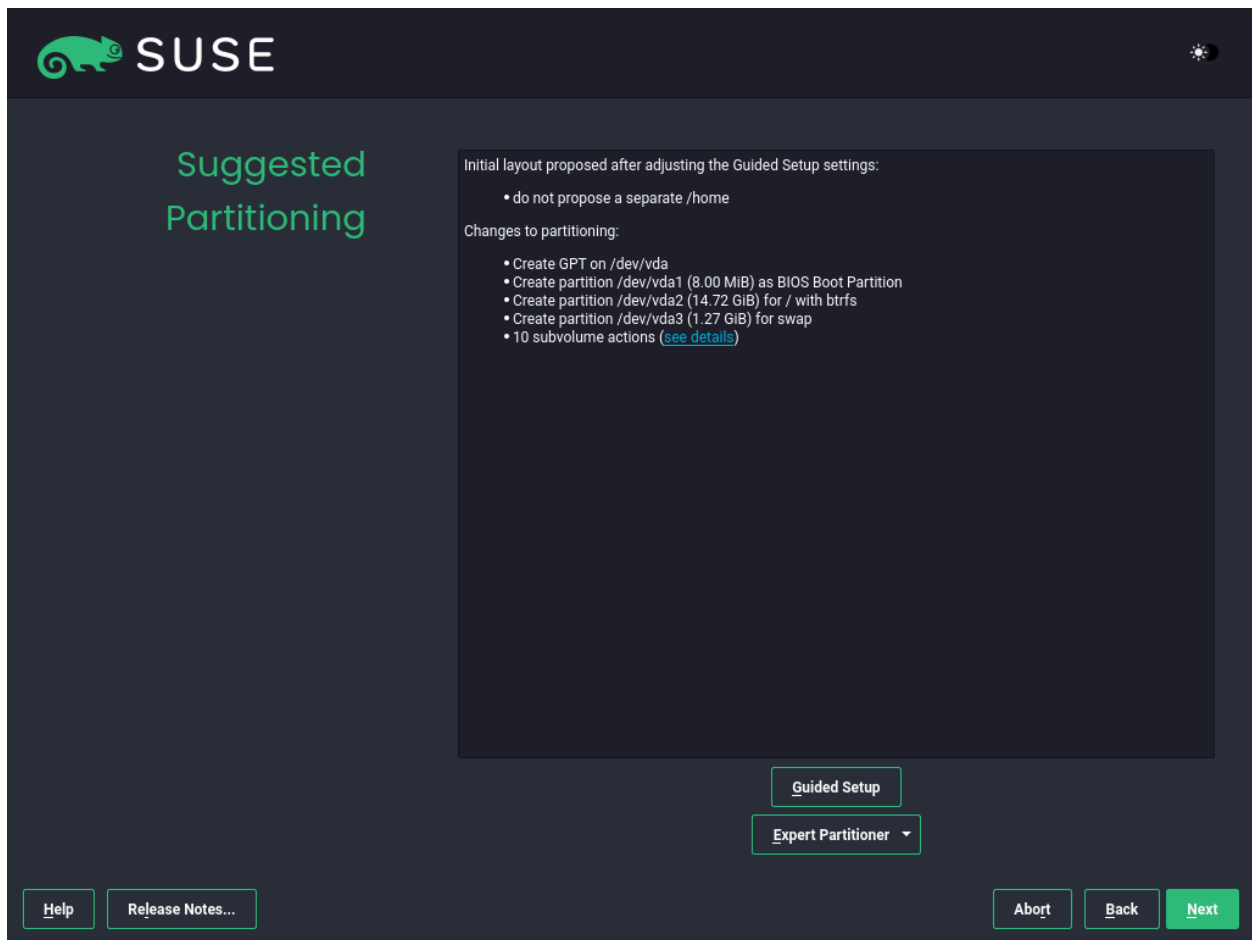 SUSE
Suggested
Partitioning
Initial layout proposed after adjusting the Guided Setup settings:
• do not propose a separate /home
Changes to partitioning:
• Create GPT on /dev/vda
• Create partition /dev/vda1 (8.00 MiB) as BIOS Boot Partition
• Create partition /dev/vda2 (14.72 GiB) for / with btrfs
• Create partition /dev/vda3 (1.27 GiB) for swap
• 10 subvolume actions (see details)
Guided Setup
Expert Partitioner
Help
Release Notes...
Abort
Back
Next